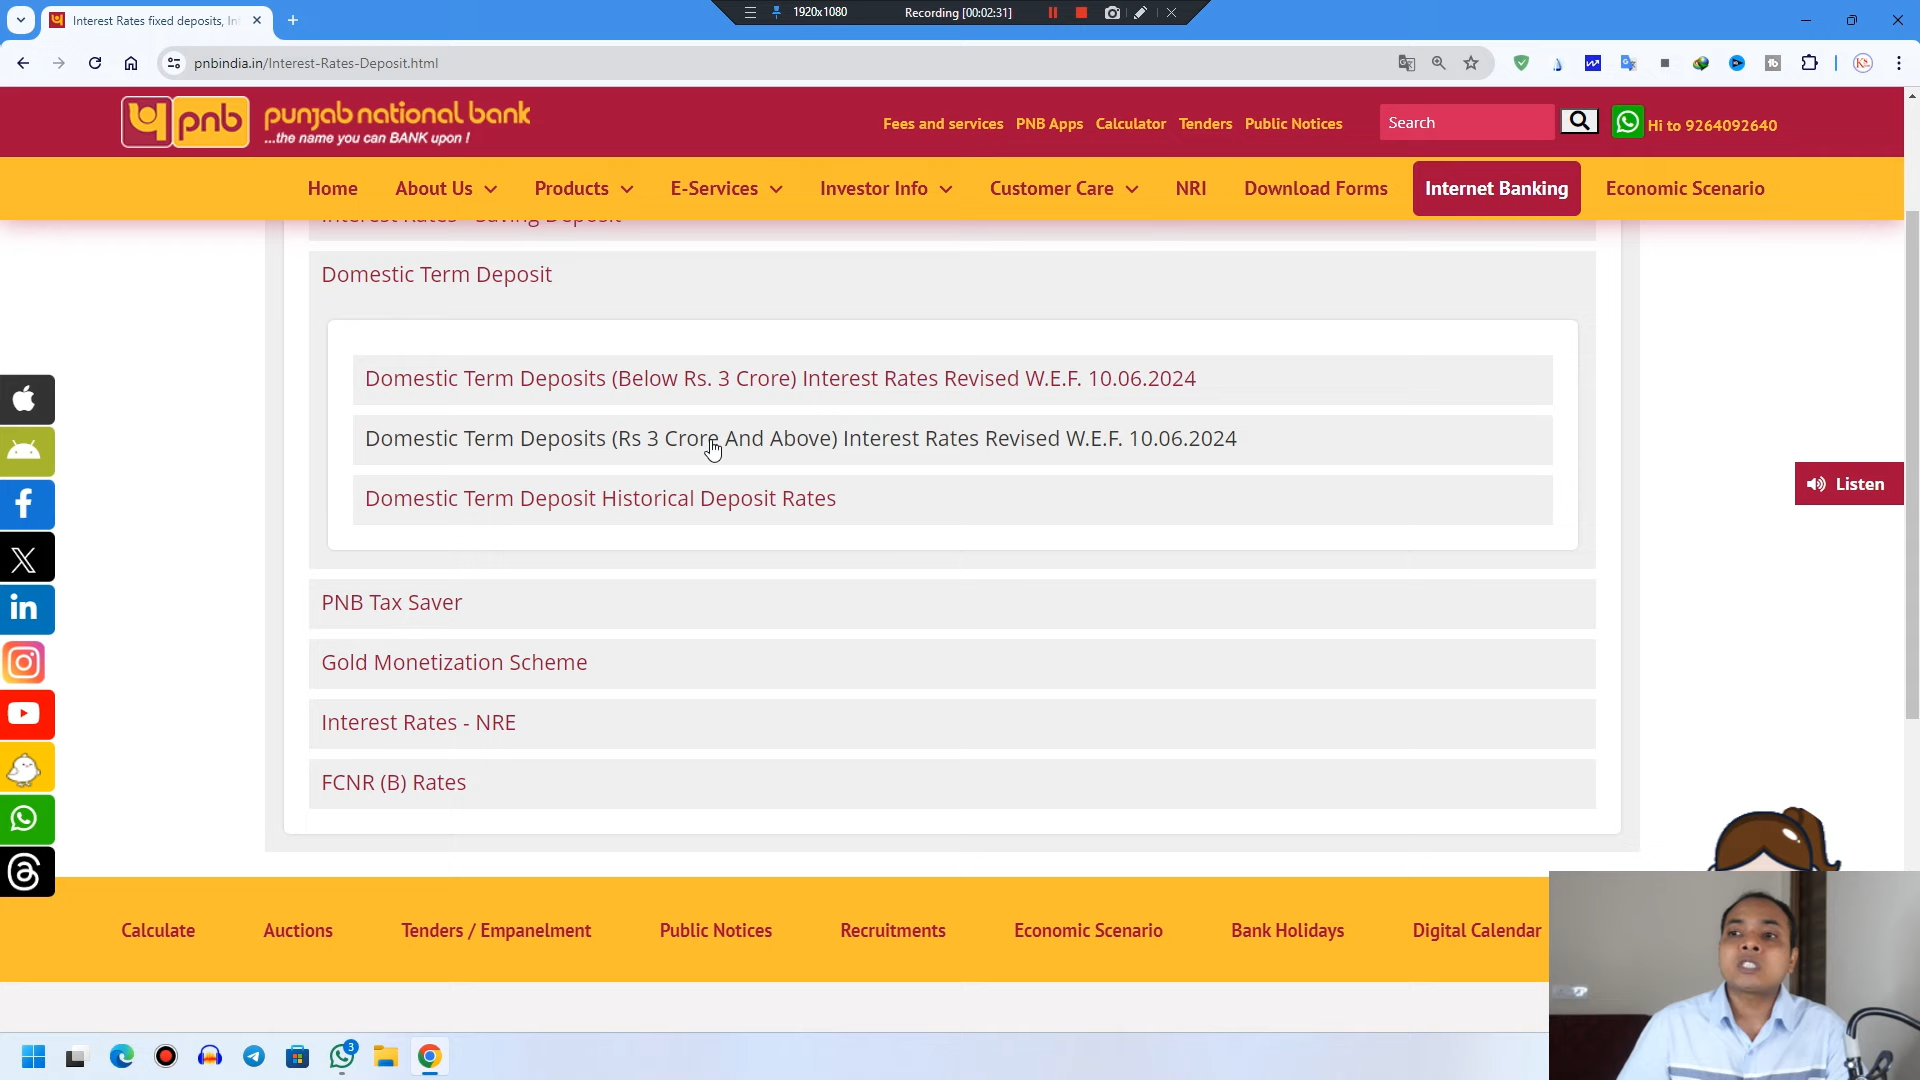 Interest Rates fixed deposits, In
1920x1080
Recording [00:02:31]
pnbindia.in/Interest-Rates-Deposit.html
pnb
punjab national bank
...the name you can BANK upon !
Fees and services
PNB Apps
Calculator
Tenders
Public Notices
Search
Hi to 9264092640
Home
About Us
Products
E-Services
Investor Info
Customer Care
NRI
Download Forms
Internet Banking
Economic Scenario
Interest Rates - Saving Deposit
Domestic Term Deposit
Domestic Term Deposits (Below Rs. 3 Crore) Interest Rates Revised W.E.F. 10.06.2024
Domestic Term Deposits (Rs 3 Crore And Above) Interest Rates Revised W.E.F. 10.06.2024
Domestic Term Deposit Historical Deposit Rates
Listen
PNB Tax Saver
Gold Monetization Scheme
Interest Rates - NRE
FCNR (B) Rates
Calculate
Auctions
Tenders / Empanelment
Public Notices
Recruitments
Economic Scenario
Bank Holidays
Digital Calendar
3